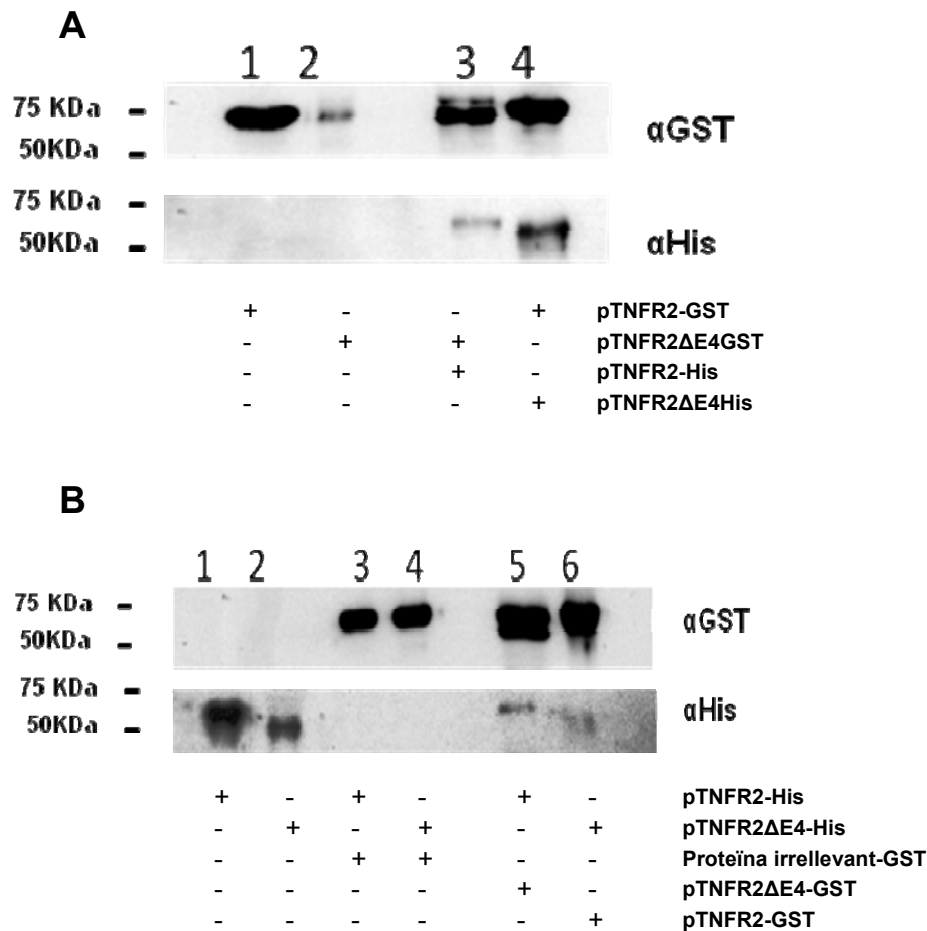 A
1 2 3 4
75 KDa
50KDa
αGST
75 KDa
50KDa
αHis
+ - - + pTNFR2-GST
- + + - pTNFR2ΔE4GST
- - + - pTNFR2-His
- - - + pTNFR2ΔE4His
B
1 2 3 4 5 6
75 KDa
50KDa
αGST
75 KDa
50KDa
αHis
+ - + - + - pTNFR2-His
- + - + - + pTNFR2ΔE4-His
- - + + - - Proteïna irrellevant-GST
- - - - + - pTNFR2ΔE4-GST
- - - - - + pTNFR2-GST